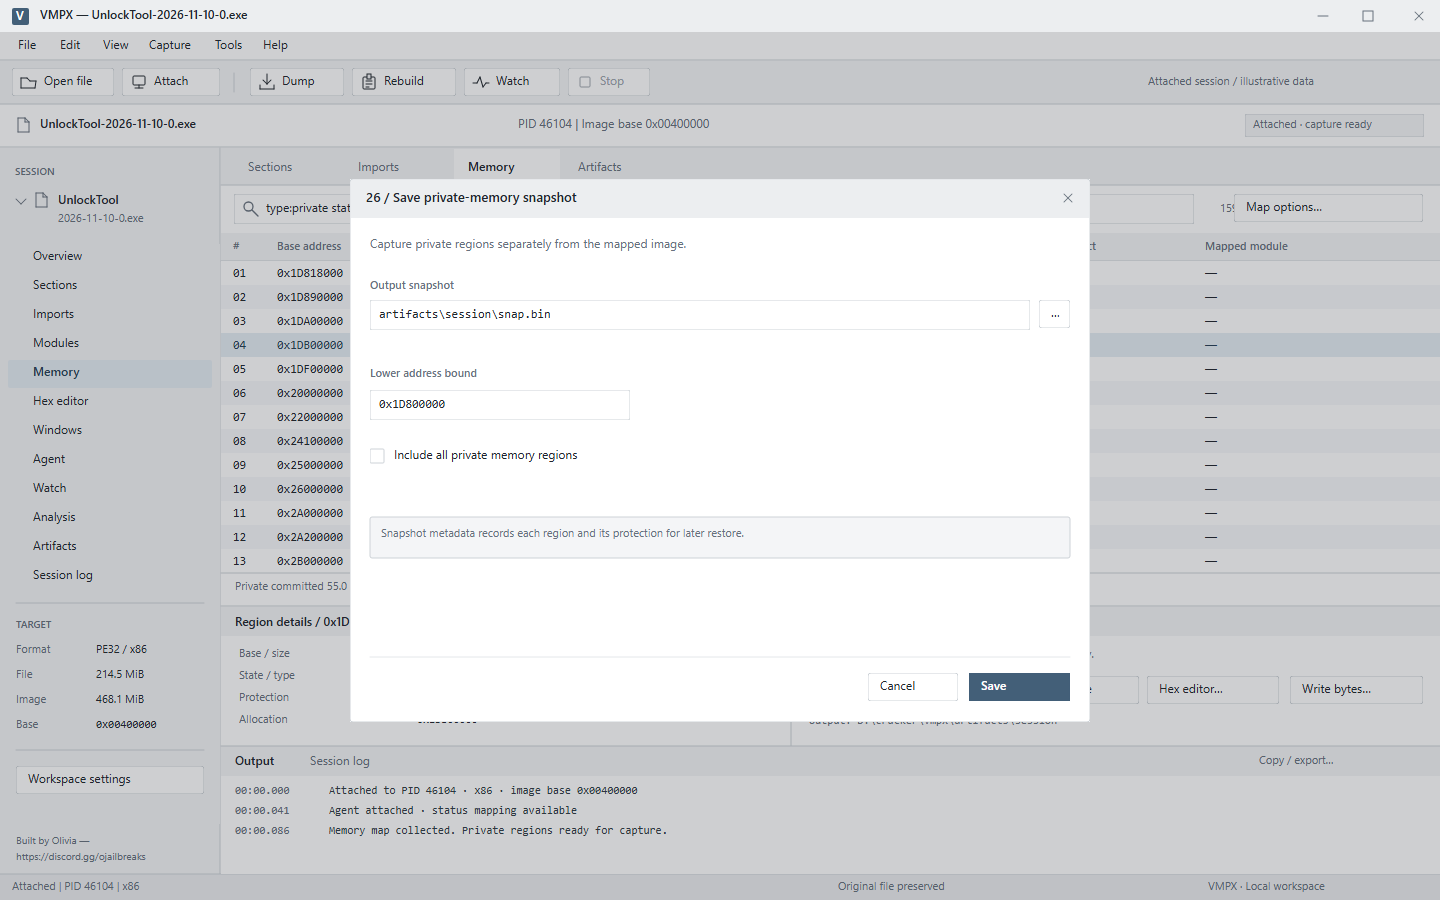 VMPX — UnlockTool-2026-11-10-0.exe
File Edit View Capture Tools Help
Open file Attach Dump Rebuild Watch Stop Attached session / illustrative data
UnlockTool-2026-11-10-0.exe PID 46104 | Image base 0x00400000 Attached · capture ready
SESSION
UnlockTool
2026-11-10-0.exe
Overview
Sections
Imports
Modules
Memory
Hex editor
Windows
Agent
Watch
Analysis
Artifacts
Session log
TARGET
Format PE32 / x86
File 214.5 MiB
Image 468.1 MiB
Base 0x00400000
Workspace settings
Built by Olivia —
https://discord.gg/ojailbreaks
Sections Imports Memory Artifacts
type:private Map options...
# Base address Mapped module
01 0x1D818000 —
02 0x1D890000 —
03 0x1DA00000 —
04 0x1DB00000 —
05 0x1DF00000 —
06 0x20000000 —
07 0x22000000 —
08 0x24100000 —
09 0x25000000 —
10 0x26000000 —
11 0x2A000000 —
12 0x2A200000 —
13 0x2B000000 —
Private committed 55.0
26 / Save private-memory snapshot
Capture private regions separately from the mapped image.
Output snapshot
artifacts\session\snap.bin ...
Lower address bound
0x1D800000
Include all private memory regions
Snapshot metadata records each region and its protection for later restore.
Cancel Save
Region details / 0x1D
Base / size
State / type
Protection
Allocation
Hex editor... Write bytes...
Output Session log Copy / export...
00:00.000 Attached to PID 46104 · x86 · image base 0x00400000
00:00.041 Agent attached · status mapping available
00:00.086 Memory map collected. Private regions ready for capture.
Attached | PID 46104 | x86 Original file preserved VMPX · Local workspace